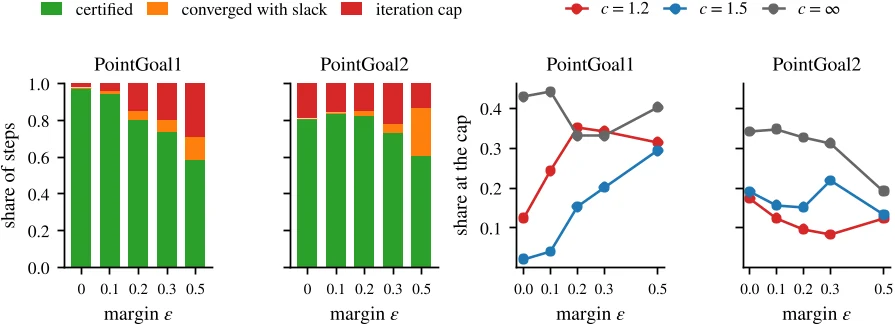 certified converged with slack iteration cap c = 1.2 c = 1.5 c = ∞
PointGoal1 PointGoal2 PointGoal1 PointGoal2
share of steps
1.0
0.8
0.6
0.4
0.2
0.0
0 0.1 0.2 0.3 0.5
margin ε
0 0.1 0.2 0.3 0.5
margin ε
share at the cap
0.4
0.3
0.2
0.1
0.0 0.1 0.2 0.3 0.5
margin ε
0.0 0.1 0.2 0.3 0.5
margin ε